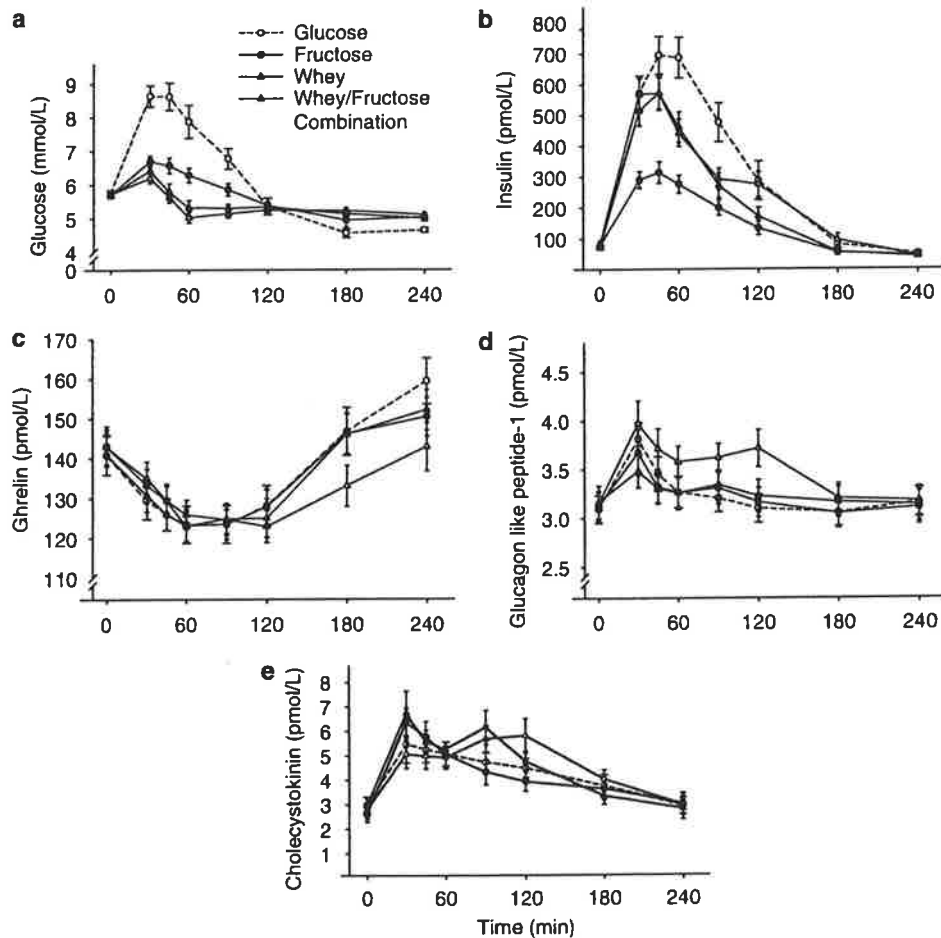 a
Glucose
Fructose
Whey
Whey/Fructose
Combination
Glucose (mmol/L)
9
8
7
6
5
4
0
0 60 120 180 240
b
Insulin (pmol/L)
800
700
600
500
400
300
200
100
0 60 120 180 240
c
Ghrelin (pmol/L)
170
160
150
140
130
120
110
0 60 120 180 240
d
Glucagon like peptide-1 (pmol/L)
4.5
4.0
3.5
3.0
2.5
0 60 120 180 240
e
Cholecystokinin (pmol/L)
8
7
6
5
4
3
2
1
0 60 120 180 240
Time (min)